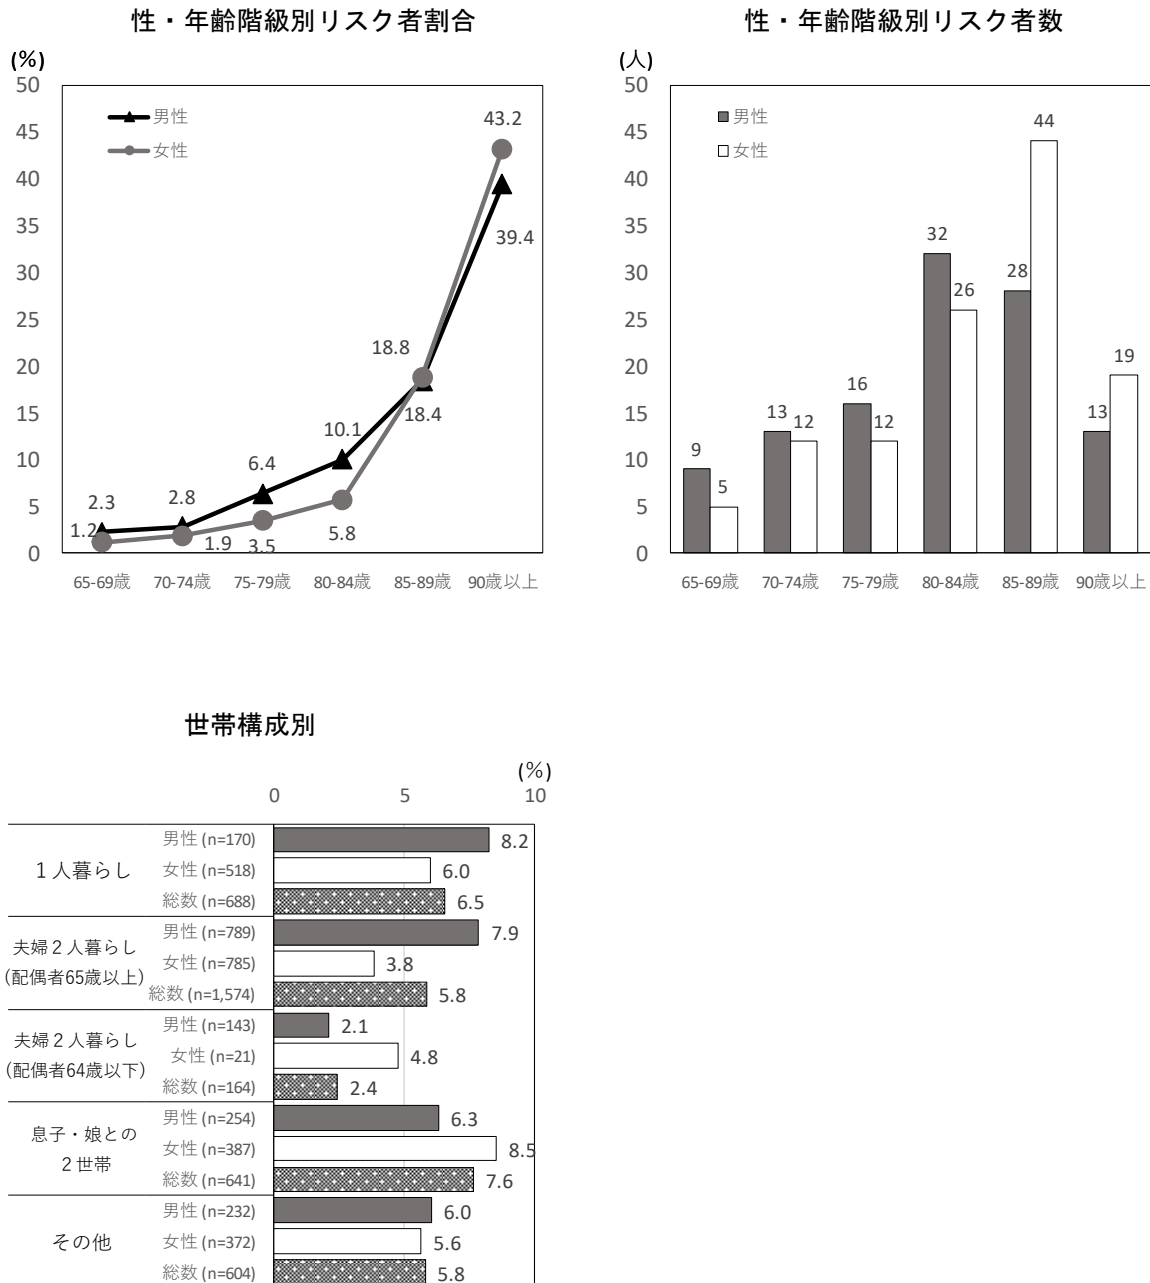 性・年齢階級別リスク者割合
(%)
50
45
40
35
30
25
20
15
10
5
0
男性
女性
2.3
2.8
6.4
10.1
18.4
39.4
1.2
1.9
3.5
5.8
18.8
43.2
65-69歳 70-74歳 75-79歳 80-84歳 85-89歳 90歳以上
性・年齢階級別リスク者数
(人)
50
45
40
35
30
25
20
15
10
5
0
男性
女性
9
5
13
12
16
12
32
26
28
44
13
19
65-69歳 70-74歳 75-79歳 80-84歳 85-89歳 90歳以上
世帯構成別
(%)
0 5 10
１人暮らし
男性 (n=170) 8.2
女性 (n=518) 6.0
総数 (n=688) 6.5
夫婦２人暮らし
(配偶者65歳以上)
男性 (n=789) 7.9
女性 (n=785) 3.8
総数 (n=1,574) 5.8
夫婦２人暮らし
(配偶者64歳以下)
男性 (n=143) 2.1
女性 (n=21) 4.8
総数 (n=164) 2.4
息子・娘との
２世帯
男性 (n=254) 6.3
女性 (n=387) 8.5
総数 (n=641) 7.6
その他
男性 (n=232) 6.0
女性 (n=372) 5.6
総数 (n=604) 5.8